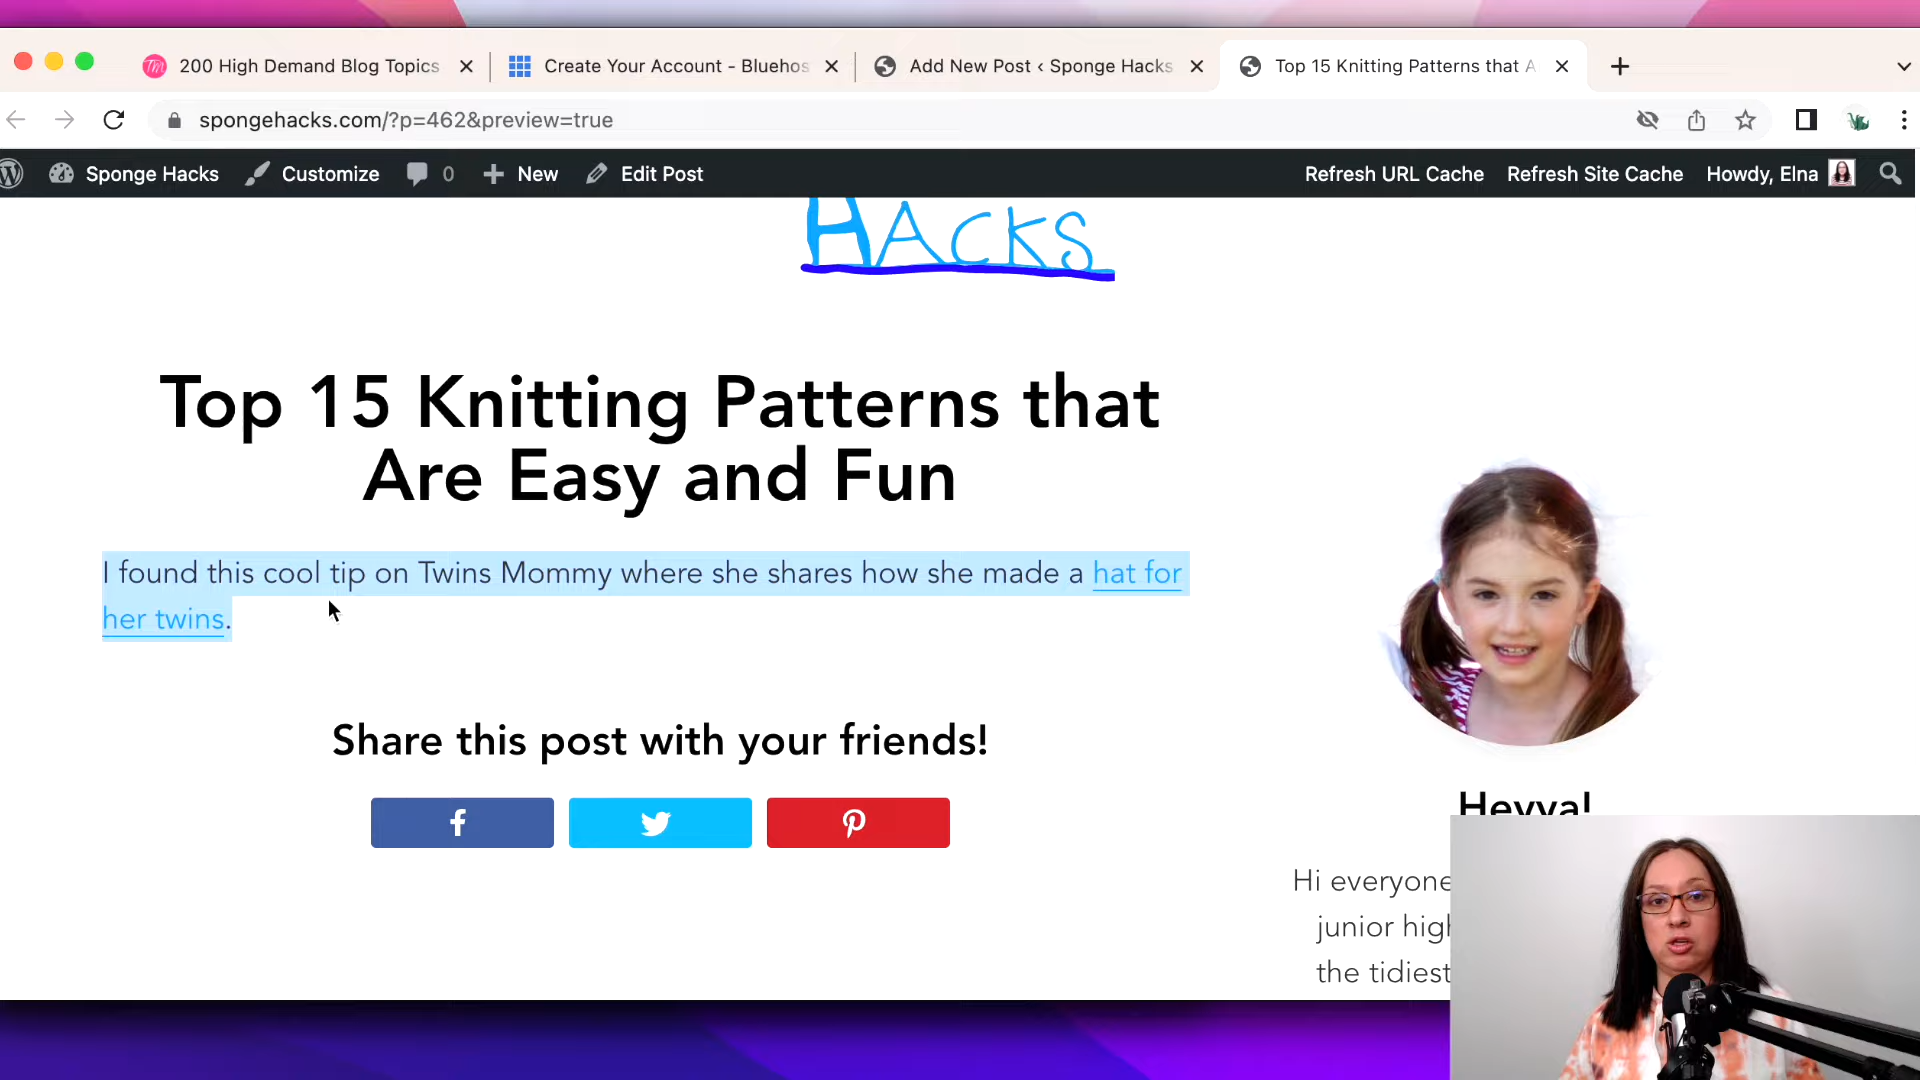 200 High Demand Blog Topics
Create Your Account - Bluehos
Add New Post ‹ Sponge Hacks
Top 15 Knitting Patterns that A
spongehacks.com/?p=462&preview=true
Sponge Hacks
Customize
0
New
Edit Post
Refresh URL Cache
Refresh Site Cache
Howdy, Elna
HACKS
Top 15 Knitting Patterns that
Are Easy and Fun
I found this cool tip on Twins Mommy where she shares how she made a hat for
her twins.
Share this post with your friends!
Heyya!
Hi everyone
junior high
the tidiest